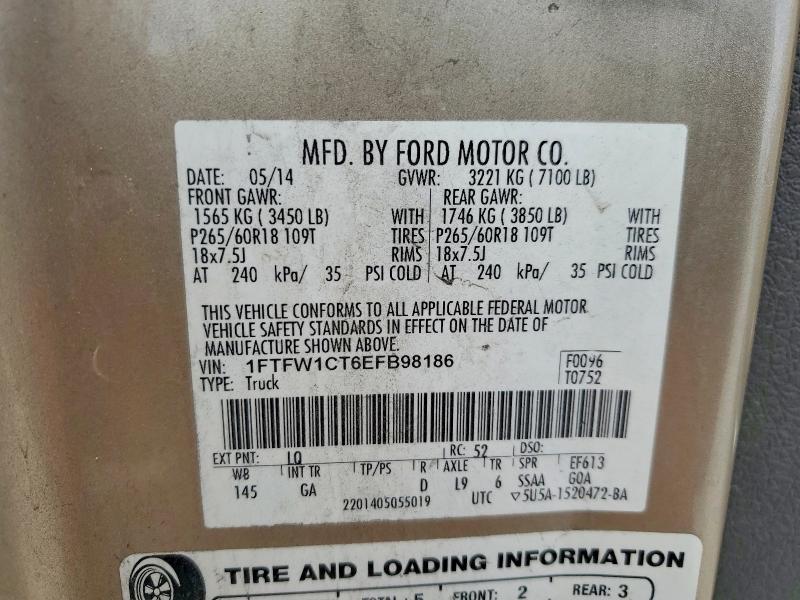 MFD. BY FORD MOTOR CO.
DATE: 05/14 GVWR: 3221 KG ( 7100 LB)
FRONT GAWR: REAR GAWR:
1565 KG ( 3450 LB) WITH 1746 KG ( 3850 LB) WITH
P265/60R18 109T TIRES P265/60R18 109T TIRES
18x7.5J RIMS 18x7.5J RIMS
AT 240 kPa/ 35 PSI COLD AT 240 kPa/ 35 PSI COLD
THIS VEHICLE CONFORMS TO ALL APPLICABLE FEDERAL MOTOR
VEHICLE SAFETY STANDARDS IN EFFECT ON THE DATE OF
MANUFACTURE SHOWN ABOVE.
VIN: 1FTFW1CT6EFB98186 F0096
TYPE: Truck T0752
EXT PNT: LQ RC: 52 DSO:
WB INT TR TP/PS R AXLE TR SPR EF613
145 GA D L9 6 SSAA GOA
2201405055019 UTC ▽5U5A-1520472-BA
TIRE AND LOADING INFORMATION
TOTAL: 5 FRONT: 2 REAR: 3